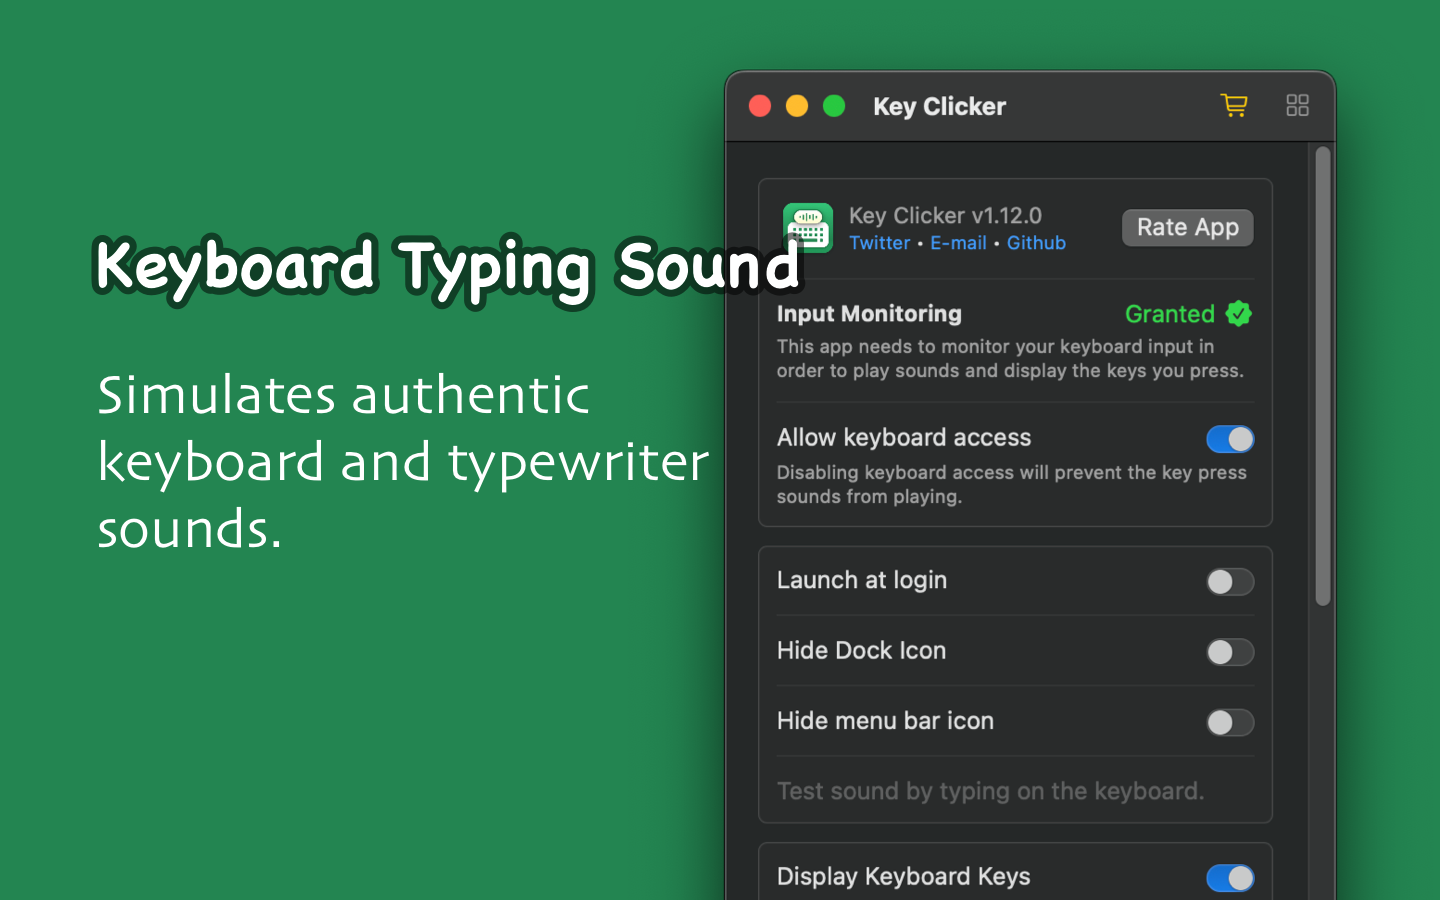 Keyboard Typing Sound
Simulates authentic
keyboard and typewriter
sounds.
Key Clicker
Key Clicker v1.12.0
Twitter • E-mail • Github
Rate App
Input Monitoring
Granted
This app needs to monitor your keyboard input in
order to play sounds and display the keys you press.
Allow keyboard access
Disabling keyboard access will prevent the key press
sounds from playing.
Launch at login
Hide Dock Icon
Hide menu bar icon
Test sound by typing on the keyboard.
Display Keyboard Keys